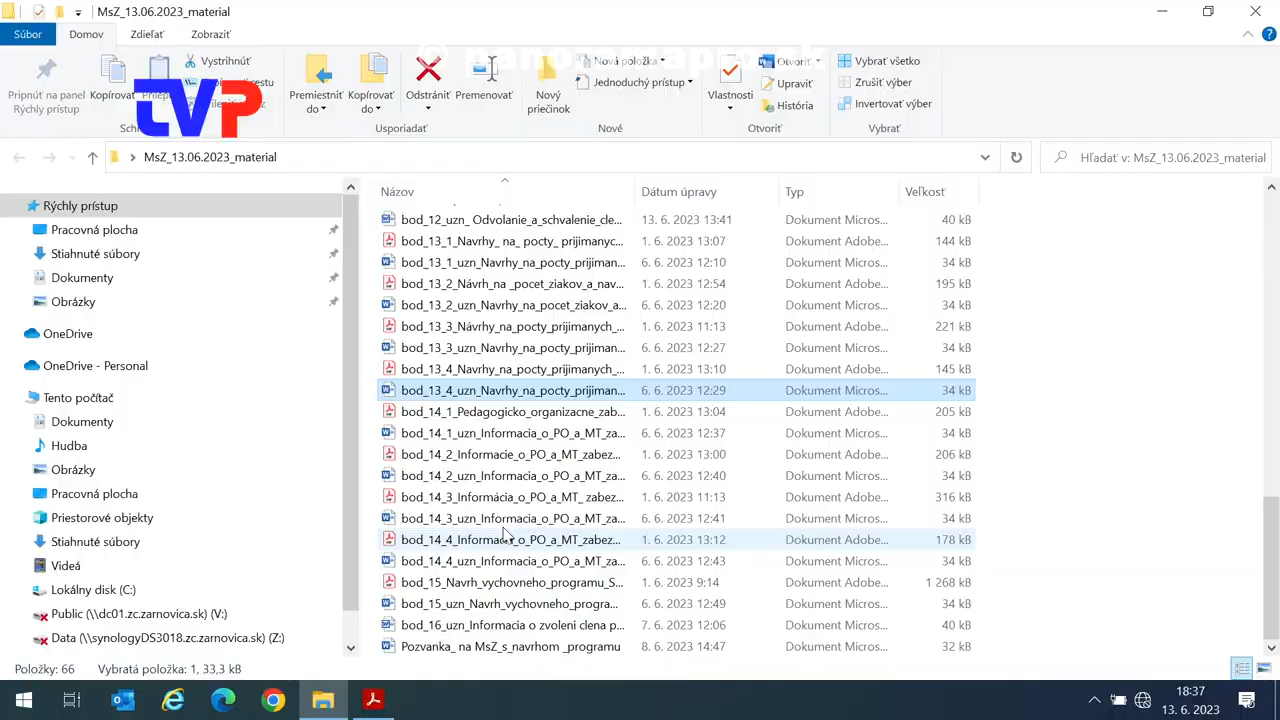 MsZ_13.06.2023_material
Súbor Domov Zdieľať Zobraziť
© panoramapro.sk
Pripnúť na panel Rýchly prístup
Kopírovať
Vystrihnúť
TVP
Premiestniť do
Kopírovať do
Odstrániť
Premenovať
Usporiadať
Nový priečinok
Nová položka
Jednoduchý prístup
Nové
Vlastnosti
Otvoriť
Upraviť
História
Otvoriť
Vybrať všetko
Zrušiť výber
Invertovať výber
Vybrať
MsZ_13.06.2023_material
Hľadať v: MsZ_13.06.2023_material
Rýchly prístup
Pracovná plocha
Stiahnuté súbory
Dokumenty
Obrázky
OneDrive
OneDrive - Personal
Tento počítač
Dokumenty
Hudba
Obrázky
Pracovná plocha
Priestorové objekty
Stiahnuté súbory
Videá
Lokálny disk (C:)
Public (\\dc01.zc.zarnovica.sk) (V:)
Data (\\synologyDS3018.zc.zarnovica.sk) (Z:)
Názov Dátum úpravy Typ Veľkosť
bod_12_uzn_ Odvolanie_a_schvalenie_cle... 13. 6. 2023 13:41 Dokument Micros... 40 kB
bod_13_1_Navrhy_ na_ pocty_ prijimanyc... 1. 6. 2023 13:07 Dokument Adobe... 144 kB
bod_13_1_uzn_Navrhy_na_pocty_prijiman... 6. 6. 2023 12:10 Dokument Micros... 34 kB
bod_13_2_Návrh_na _pocet_ziakov_a_nav... 1. 6. 2023 12:54 Dokument Adobe... 195 kB
bod_13_2_uzn_Navrhy_na_pocet_ziakov_a... 6. 6. 2023 12:20 Dokument Micros... 34 kB
bod_13_3_Návrhy_na_pocty_prijimanych_... 1. 6. 2023 11:13 Dokument Adobe... 221 kB
bod_13_3_uzn_Navrhy_na_pocty_prijiman... 6. 6. 2023 12:27 Dokument Micros... 34 kB
bod_13_4_Navrhy_na_pocty_prijimanych_... 1. 6. 2023 13:10 Dokument Adobe... 145 kB
bod_13_4_uzn_Navrhy_na_pocty_prijiman... 6. 6. 2023 12:29 Dokument Micros... 34 kB
bod_14_1_Pedagogicko_organizacne_zab... 1. 6. 2023 13:04 Dokument Adobe... 205 kB
bod_14_1_uzn_Informacia_o_PO_a_MT_za... 6. 6. 2023 12:37 Dokument Micros... 34 kB
bod_14_2_Informacie_o_PO_a_MT_zabez... 1. 6. 2023 13:00 Dokument Adobe... 206 kB
bod_14_2_uzn_Informacia_o_PO_a_MT_za... 6. 6. 2023 12:40 Dokument Micros... 34 kB
bod_14_3_Informácia_o_PO_a_MT_ zabez... 1. 6. 2023 11:13 Dokument Adobe... 316 kB
bod_14_3_uzn_Informacia_o_PO_a_MT_za... 6. 6. 2023 12:41 Dokument Micros... 34 kB
bod_14_4_Informacie_o_PO_a_MT_zabez... 1. 6. 2023 13:12 Dokument Adobe... 178 kB
bod_14_4_uzn_Informacia_o_PO_a_MT_za... 6. 6. 2023 12:43 Dokument Micros... 34 kB
bod_15_Navrh_vychovneho_programu_S... 1. 6. 2023 9:14 Dokument Adobe... 1 268 kB
bod_15_uzn_Navrh_vychovneho_progra... 6. 6. 2023 12:49 Dokument Micros... 34 kB
bod_16_uzn_Informacia o zvoleni clena p... 7. 6. 2023 12:06 Dokument Micros... 40 kB
Pozvanka_ na MsZ_s_navrhom _programu 8. 6. 2023 14:47 Dokument Micros... 32 kB
Položky: 66 Vybratá položka: 1, 33,3 kB
18:37
13. 6. 2023